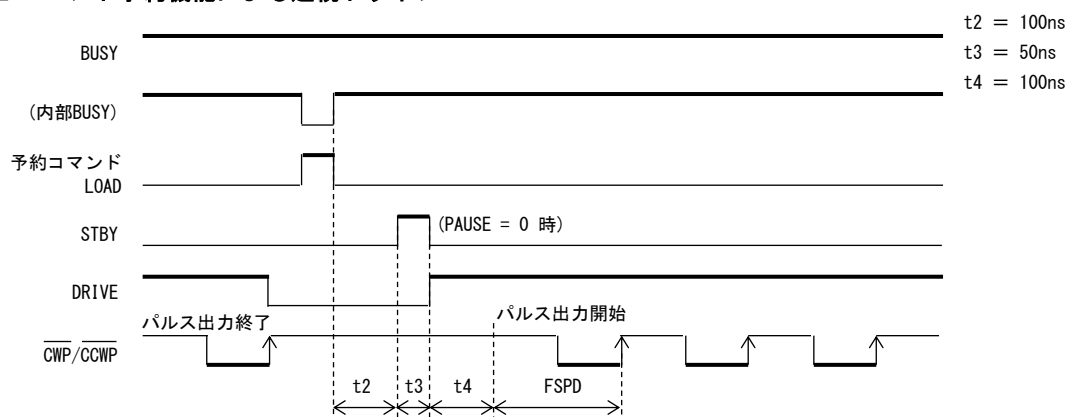 t2 = 100ns
BUSY
t3 = 50ns
t4 = 100ns
(内部BUSY)
予約コマンド
LOAD
STBY
(PAUSE = 0 時)
DRIVE
パルス出力終了
パルス出力開始
CWP/CCWP
t2
t3
t4
FSPD